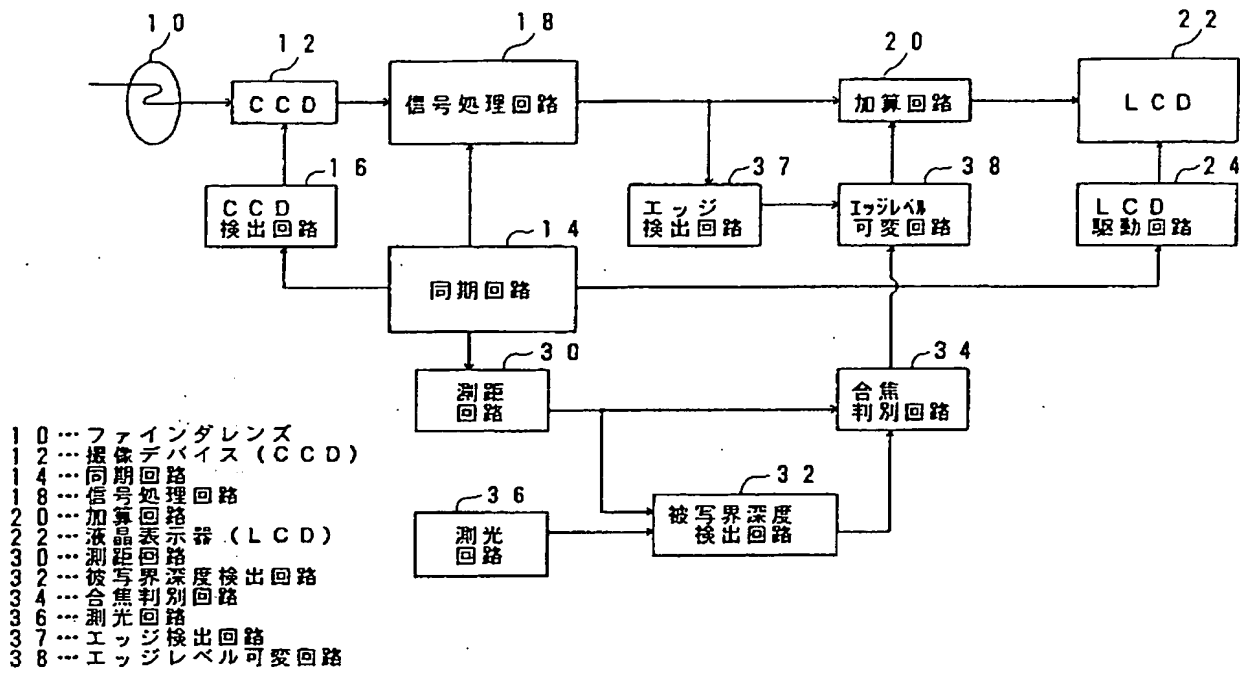 10
12
18
20
22
CCD
信号処理回路
加算回路
LCD
16
37
38
24
CCD
検出回路
エッジ
検出回路
エッジレベル
可変回路
LCD
駆動回路
14
同期回路
30
34
測距
回路
合焦
判別回路
36
32
測光
回路
被写界深度
検出回路
10…ファインダレンズ
12…撮像デバイス(CCD)
14…同期回路
18…信号処理回路
20…加算回路
22…液晶表示器(LCD)
30…測距回路
32…被写界深度検出回路
34…合焦判別回路
36…測光回路
37…エッジ検出回路
38…エッジレベル可変回路